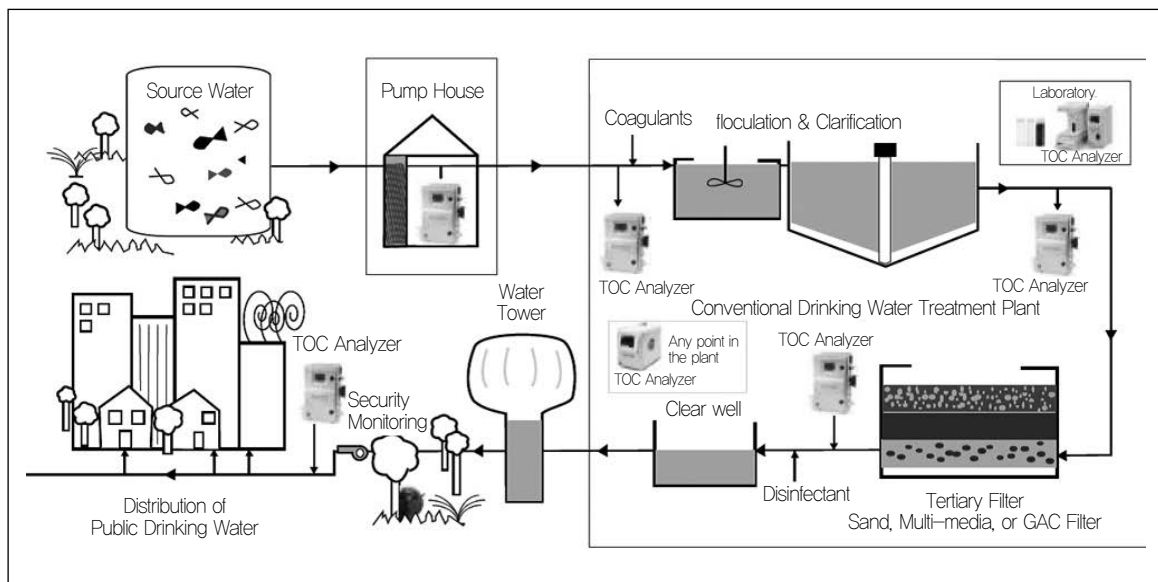 Source Water
Pump House
Coagulants
floculation & Clarification
Laboratory.
TOC Analyzer
TOC Analyzer
TOC Analyzer
Conventional Drinking Water Treatment Plant
Water
Tower
Any point in
the plant
TOC Analyzer
TOC Analyzer
TOC Analyzer
Security
Monitoring
Clear well
Disinfectant
Tertiary Filter
Sand, Multi-media, or GAC Filter
Distribution of
Public Drinking Water